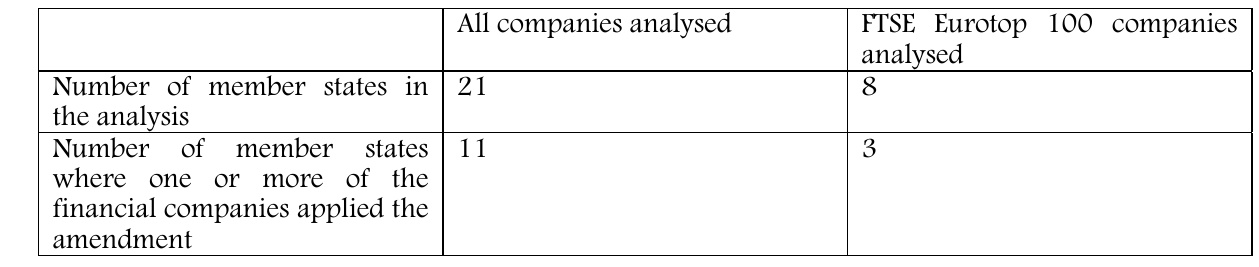 All companies analysed
FTSE Eurotop 100 companies
analysed
Number of member states in
the analysis
21
8
Number of member states
where one or more of the
financial companies applied the
amendment
11
3